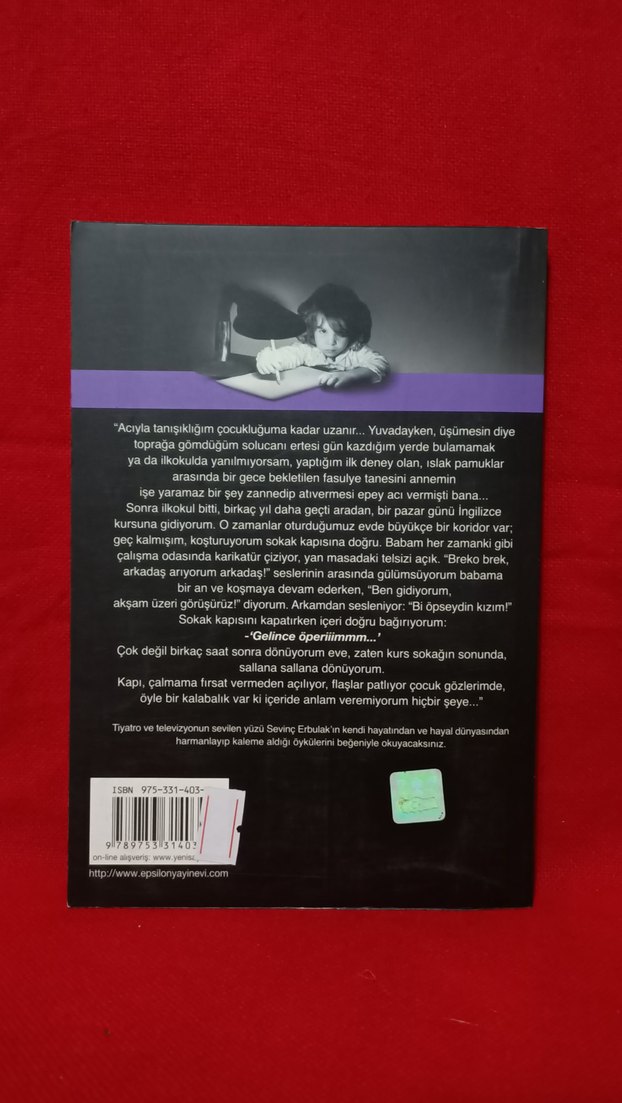 “Acıyla tanışıklığım çocukluğuma kadar uzanır... Yuvadayken, üşümesin diye
toprağa gömdüğüm solucanı ertesi gün kazdığım yerde bulamamak
ya da ilkokulda yanılmıyorsam, yaptığım ilk deney olan, ıslak pamuklar
arasında bir gece bekletilen fasulye tanesini annemin
işe yaramaz bir şey zannedip atıvermesi epey acı vermişti bana...
Sonra ilkokul bitti, birkaç yıl daha geçti aradan, bir pazar günü İngilizce
kursuna gidiyorum. O zamanlar oturduğumuz evde büyükçe bir koridor var;
geç kalmışım, koşturuyorum sokak kapısına doğru. Babam her zamanki gibi
çalışma odasında karikatür çiziyor, yan masadaki telsizi açık. “Breko brek,
arkadaş arıyorum arkadaş!” seslerinin arasında gülümsüyorum babama
bir an ve koşmaya devam ederken, “Ben gidiyorum,
akşam üzeri görüşürüz!” diyorum. Arkamdan sesleniyor: “Bi öpseydin kızım!”
Sokak kapısını kapatırken içeri doğru bağırıyorum:
-‘Gelince öperiiimmm...’
Çok değil birkaç saat sonra dönüyorum eve, zaten kurs sokağın sonunda,
sallana sallana dönüyorum.
Kapı, çalmama fırsat vermeden açılıyor, flaşlar patlıyor çocuk gözlerimde,
öyle bir kalabalık var ki içeride anlam veremiyorum hiçbir şeye...”
Tiyatro ve televizyonun sevilen yüzü Sevinç Erbulak’ın kendi hayatından ve hayal dünyasından
harmanlayıp kaleme aldığı öykülerini beğeniyle okuyacaksınız.
ISBN 975-331-403-
9 789753 31403
on-line alışveriş: www.yenisa
http://www.epsilonyayinevi.com